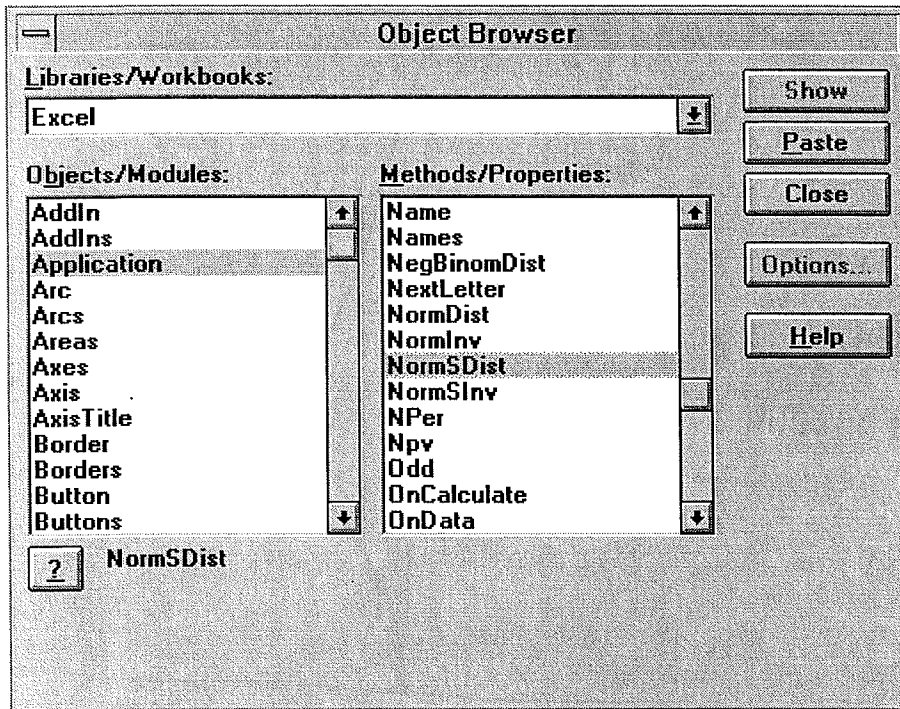 Object Browser
Libraries/Workbooks:
Excel
Show
Paste
Close
Options...
Help
Objects/Modules:
AddIn
AddIns
Application
Arc
Arcs
Areas
Axes
Axis
AxisTitle
Border
Borders
Button
Buttons
Methods/Properties:
Name
Names
NegBinomDist
NextLetter
NormDist
NormInv
NormSDist
NormSInv
NPer
Npv
Odd
OnCalculate
OnData
?
NormSDist